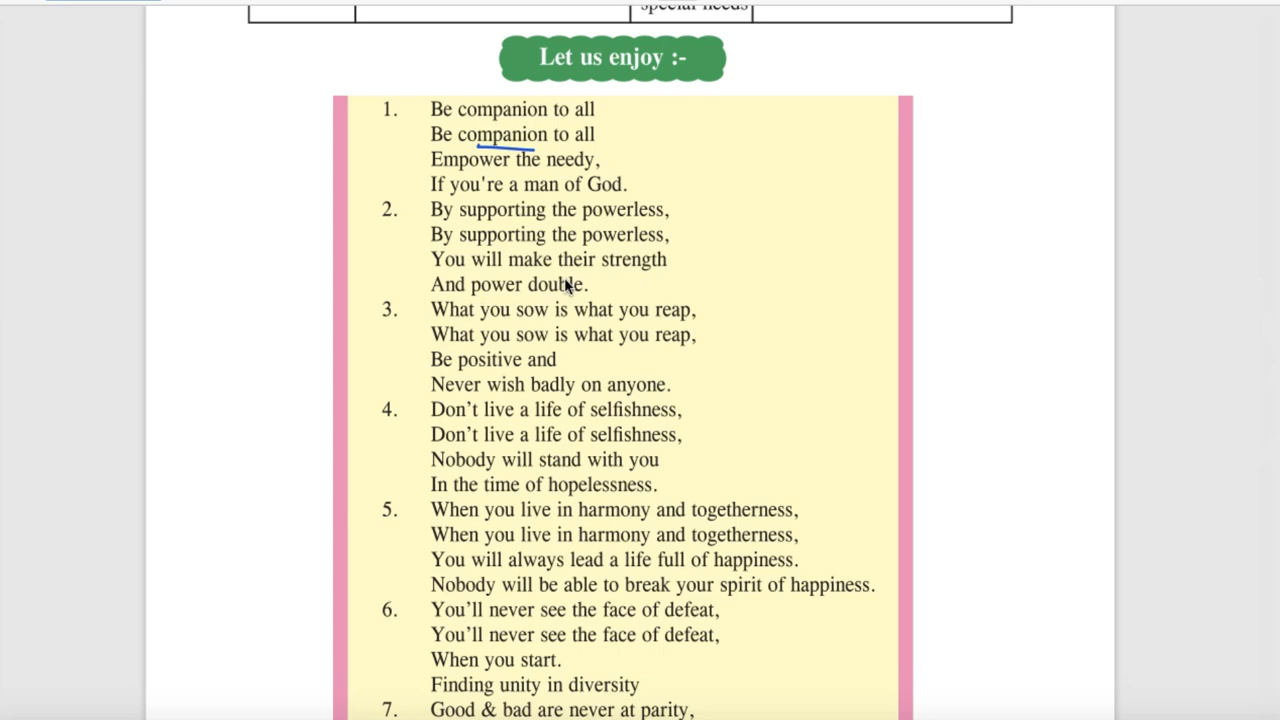 special needs
Let us enjoy :-
1. Be companion to all
Be companion to all
Empower the needy,
If you're a man of God.
2. By supporting the powerless,
By supporting the powerless,
You will make their strength
And power double.
3. What you sow is what you reap,
What you sow is what you reap,
Be positive and
Never wish badly on anyone.
4. Don’t live a life of selfishness,
Don’t live a life of selfishness,
Nobody will stand with you
In the time of hopelessness.
5. When you live in harmony and togetherness,
When you live in harmony and togetherness,
You will always lead a life full of happiness.
Nobody will be able to break your spirit of happiness.
6. You’ll never see the face of defeat,
You’ll never see the face of defeat,
When you start.
Finding unity in diversity
7. Good & bad are never at parity,